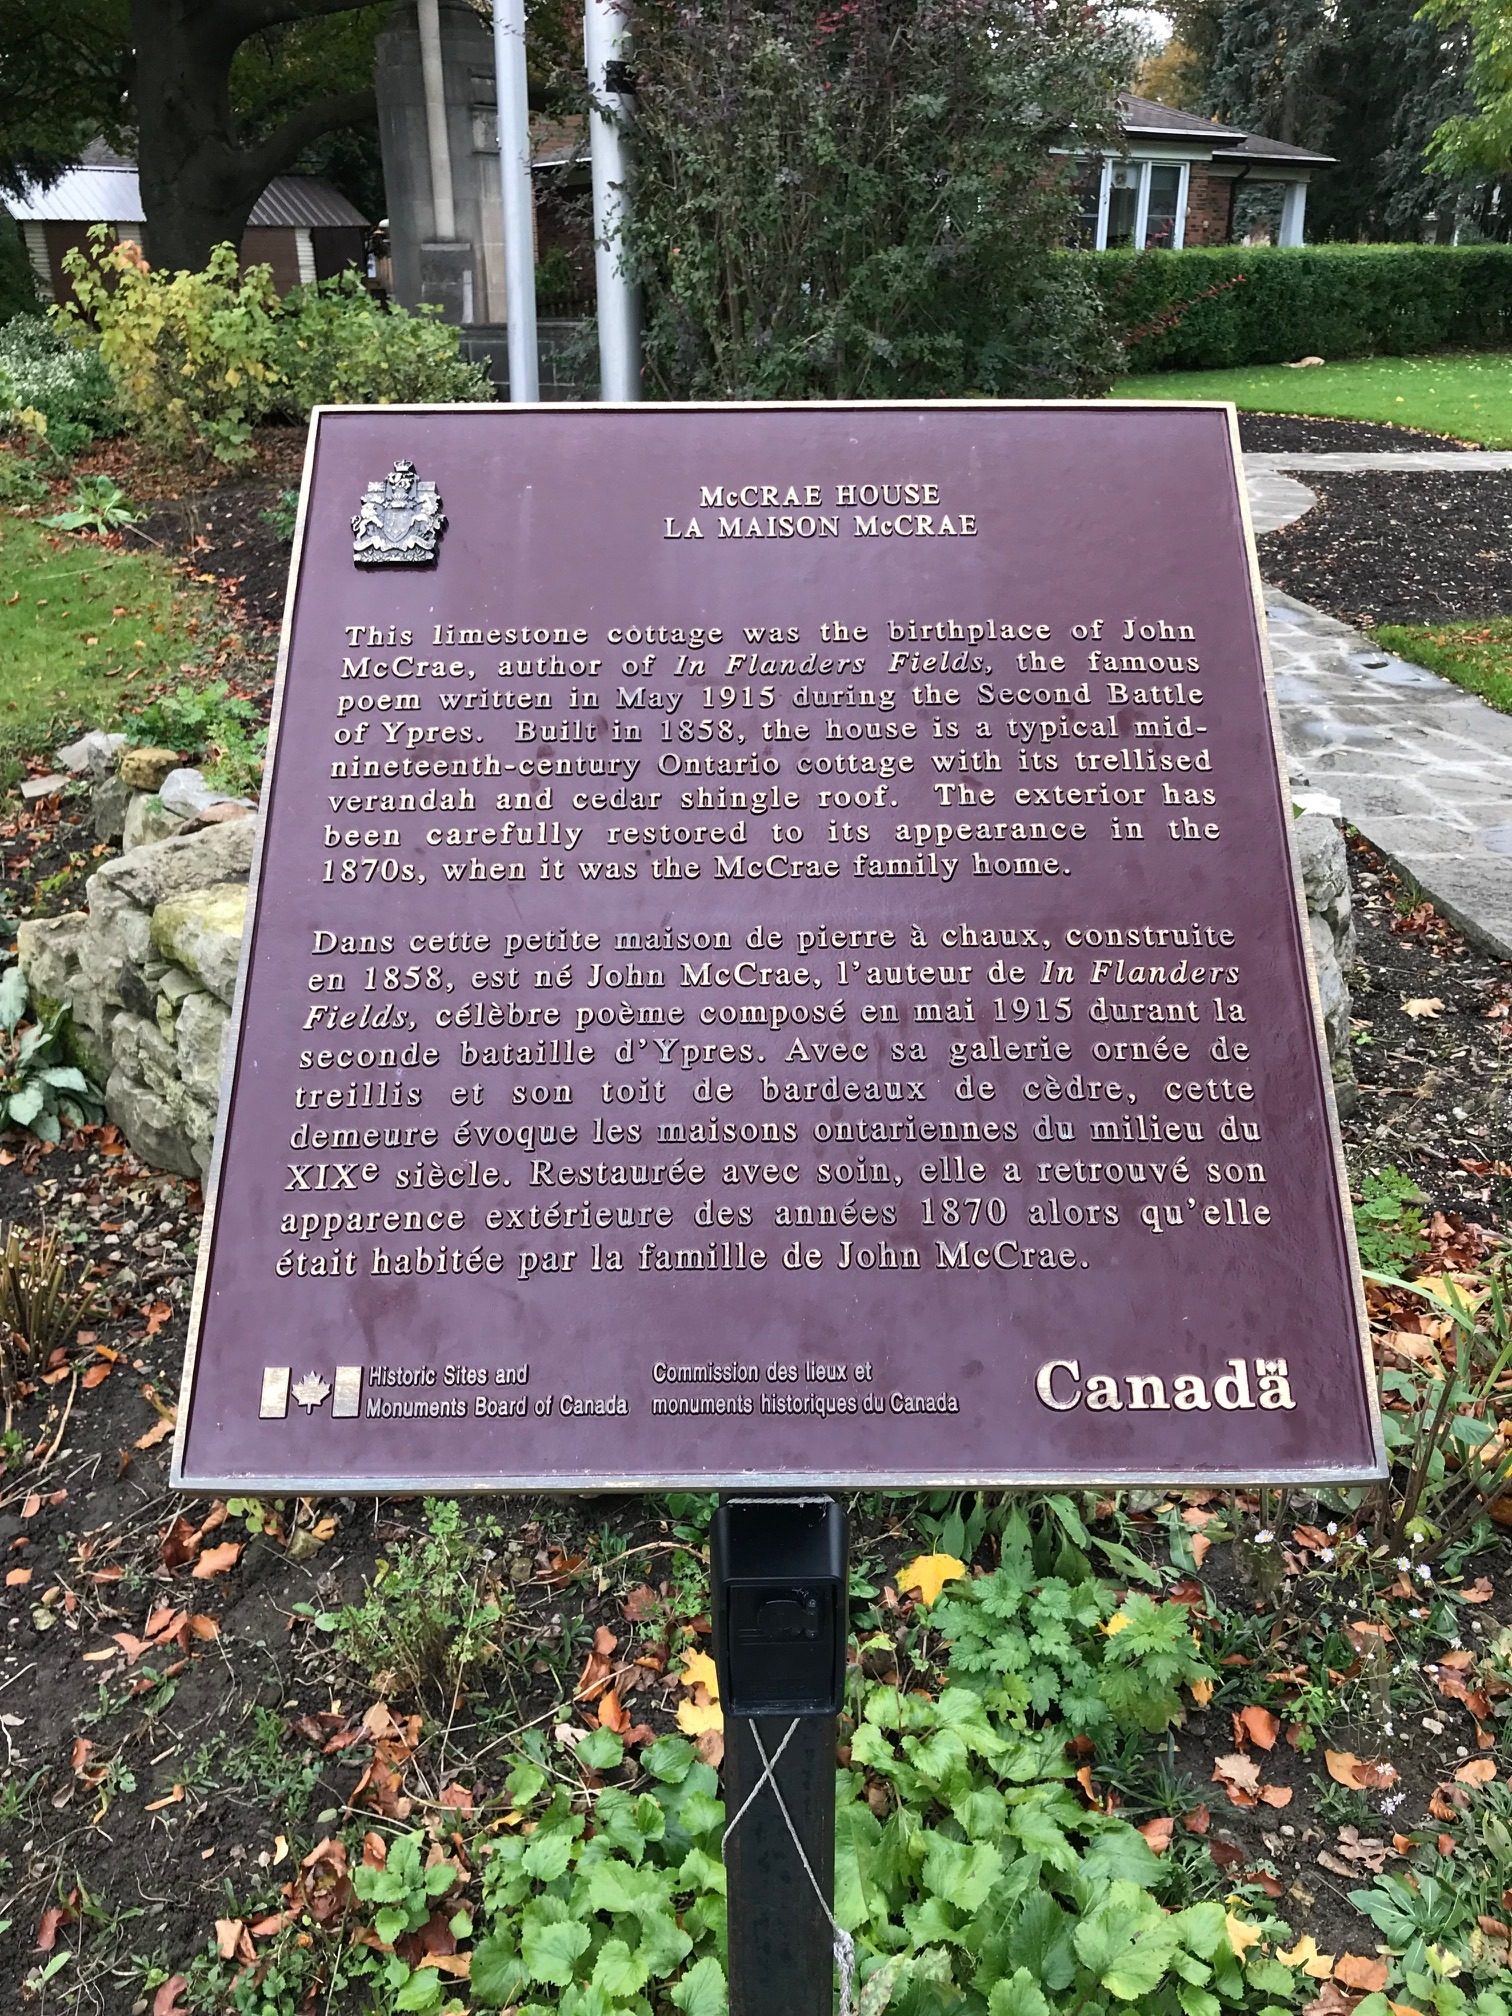 McCRAE HOUSE
LA MAISON McCRAE
This limestone cottage was the birthplace of John
McCrae, author of In Flanders Fields, the famous
poem written in May 1915 during the Second Battle
of Ypres. Built in 1858, the house is a typical mid-
nineteenth-century Ontario cottage with its trellised
verandah and cedar shingle roof. The exterior has
been carefully restored to its appearance in the
1870s, when it was the McCrae family home.
Dans cette petite maison de pierre à chaux, construite
en 1858, est né John McCrae, l'auteur de In Flanders
Fields, célèbre poème composé en mai 1915 durant la
seconde bataille d'Ypres. Avec sa galerie ornée de
treillis et son toit de bardeaux de cèdre, cette
demeure évoque les maisons ontariennes du milieu du
XIXe siècle. Restaurée avec soin, elle a retrouvé son
apparence extérieure des années 1870 alors qu'elle
était habitée par la famille de John McCrae.
Historic Sites and
Monuments Board of Canada
Commission des lieux et
monuments historiques du Canada
Canada